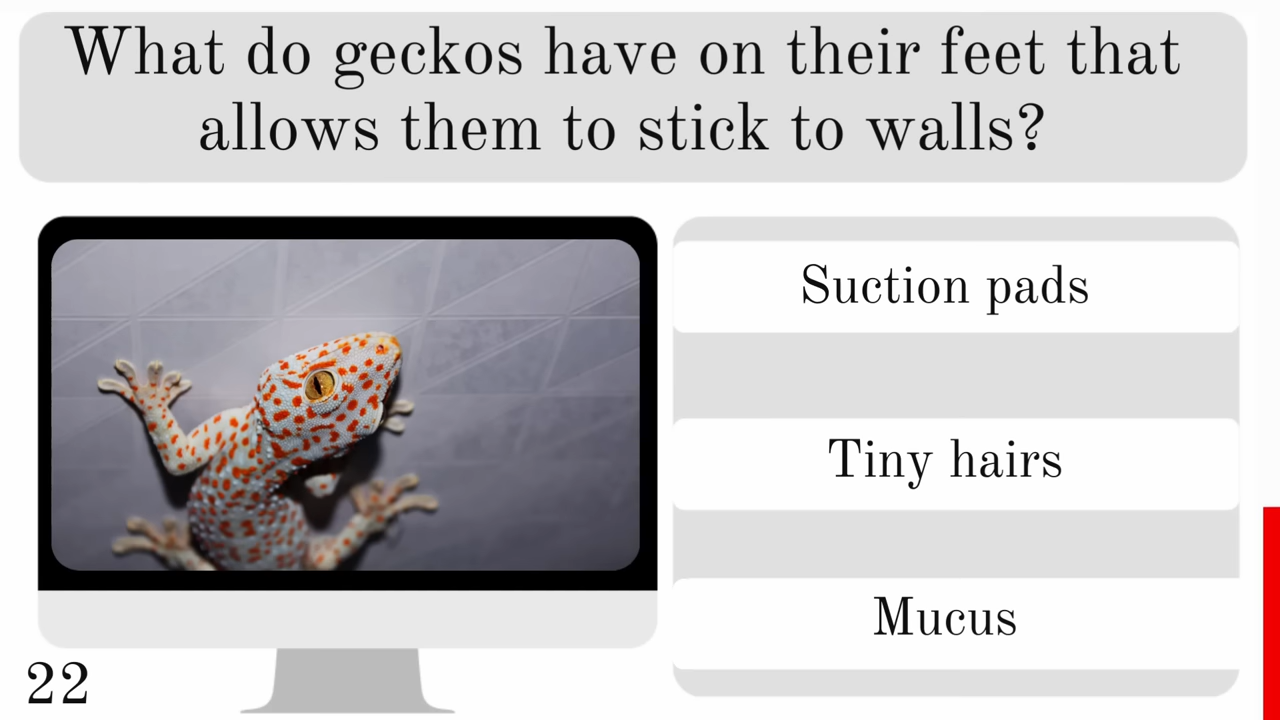 What do geckos have on their feet that
allows them to stick to walls?
Suction pads
Tiny hairs
Mucus
22